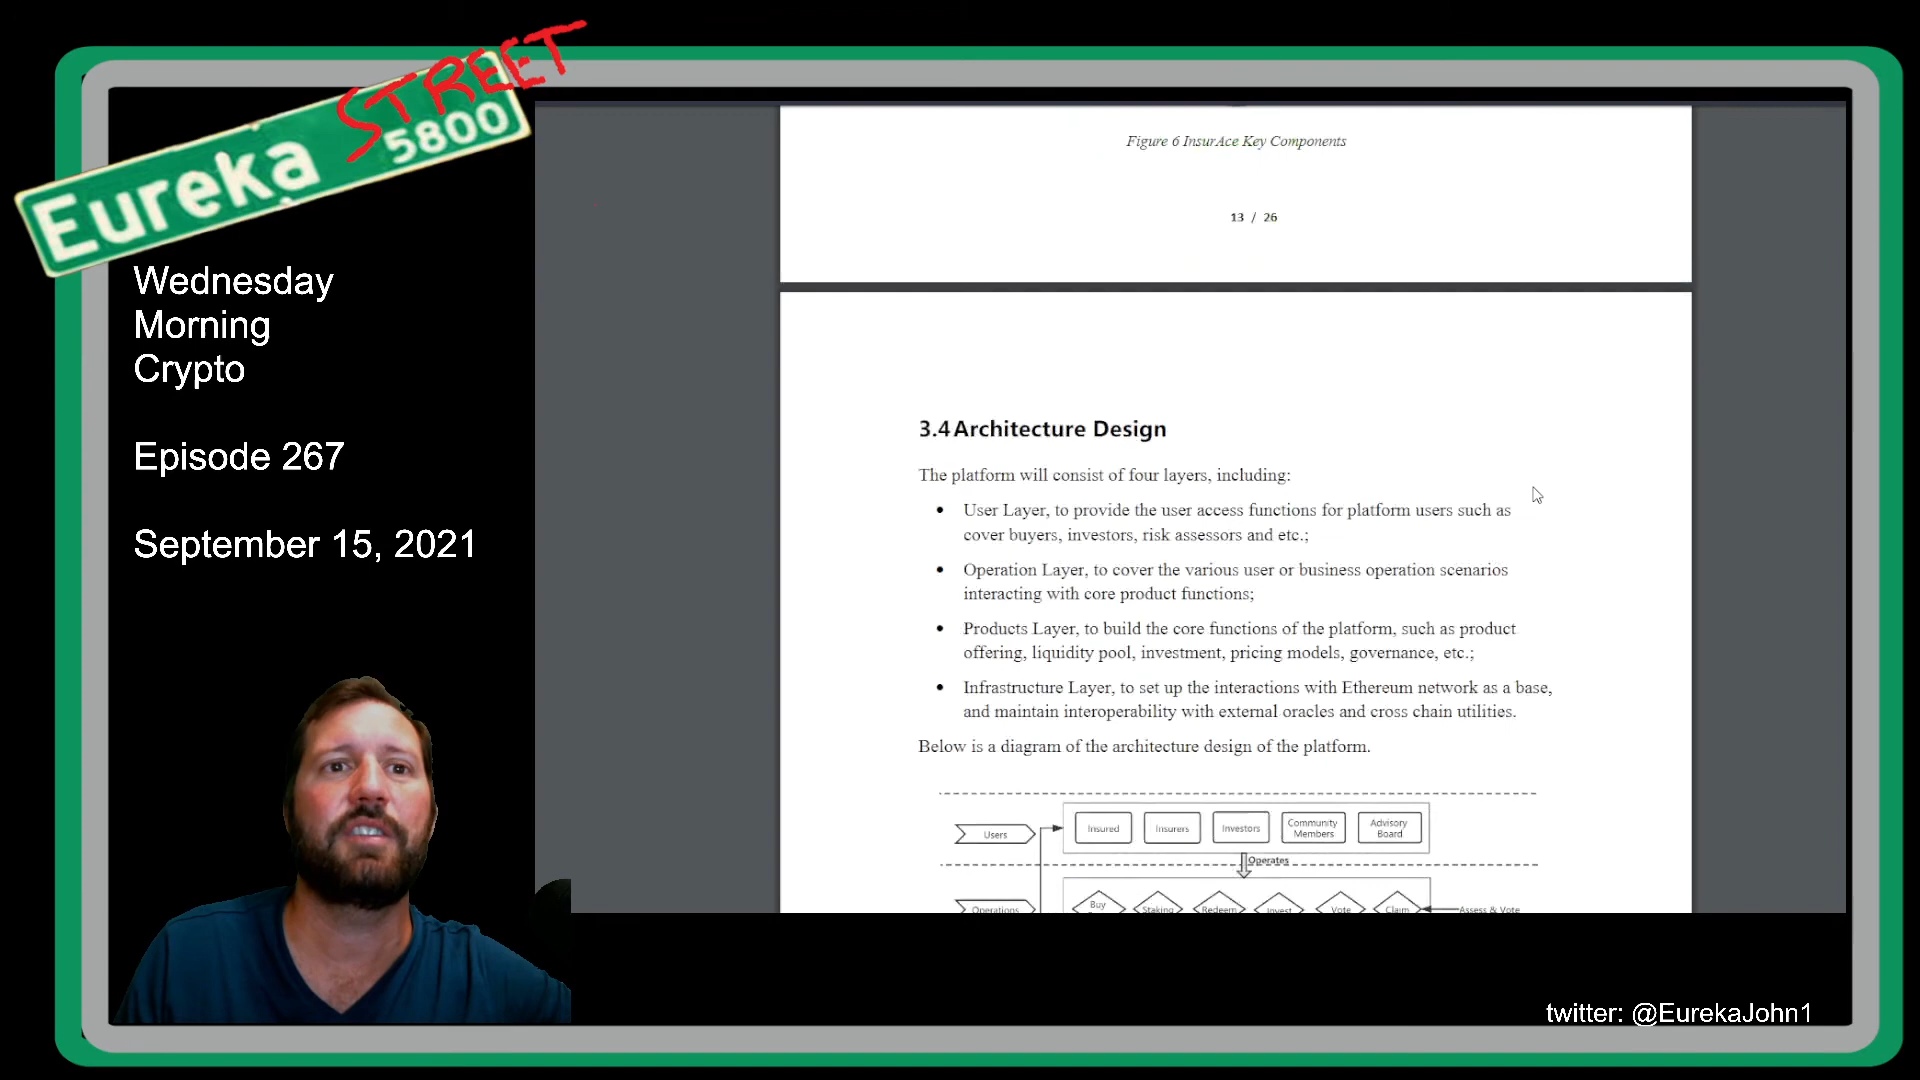 Eureka
STREET
5800
Wednesday
Morning
Crypto
Episode 267
September 15, 2021
Figure 6 InsurAce Key Components
13 / 26
3.4 Architecture Design
The platform will consist of four layers, including:
• User Layer, to provide the user access functions for platform users such as
cover buyers, investors, risk assessors and etc.;
• Operation Layer, to cover the various user or business operation scenarios
interacting with core product functions;
• Products Layer, to build the core functions of the platform, such as product
offering, liquidity pool, investment, pricing models, governance, etc.;
• Infrastructure Layer, to set up the interactions with Ethereum network as a base,
and maintain interoperability with external oracles and cross chain utilities.
Below is a diagram of the architecture design of the platform.
Users
Insured
Insurers
Investors
Community
Members
Advisory
Board
Operates
Operations
Buy
Staking
Redeem
Invest
Vote
Claim
Assess & Vote
twitter: @EurekaJohn1